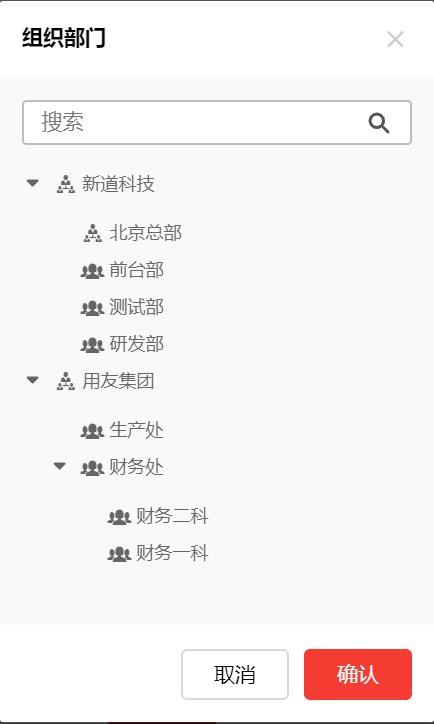 组织部门
搜索
新道科技
北京总部
前台部
测试部
研发部
用友集团
生产处
财务处
财务二科
财务一科
取消 确认